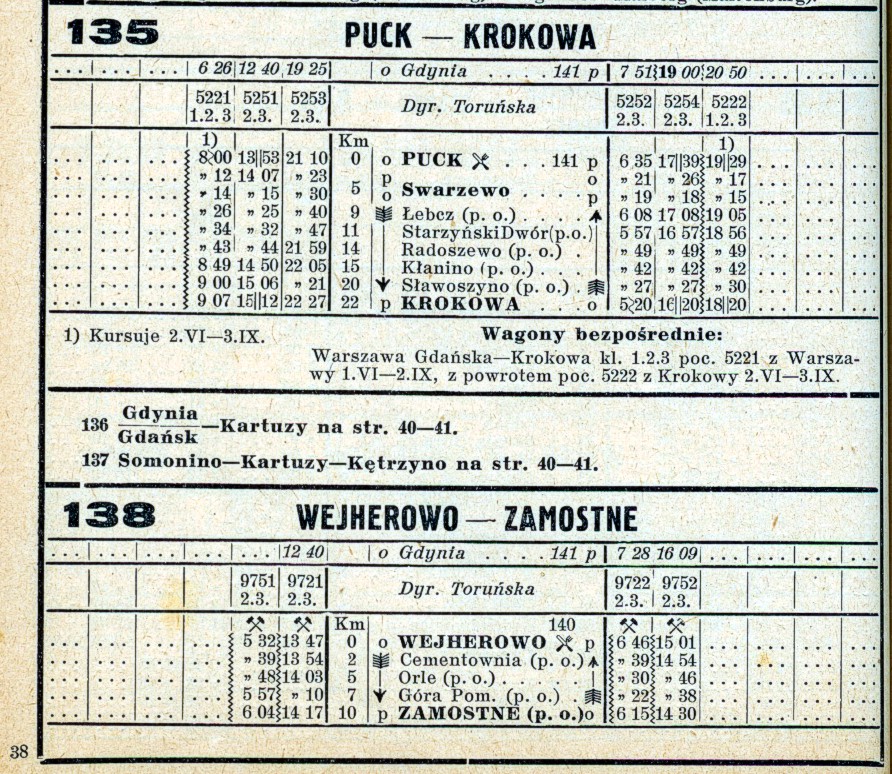 135 PUCK — KROKOWA
... ... ... 6 26 12 40 19 25 o Gdynia . . . . 141 p 7 51 19 00 20 50 ... ... ...
5221 5251 5253 Dyr. Toruńska 5252 5254 5222
1.2.3 2.3. 2.3. 2.3. 2.3. 1.2.3
1) Km 1)
... ... ... 8 00 13 53 21 10 0 o PUCK . . . 141 p 6 35 17 39 19 29 ... ... ...
... ... ... „ 12 14 07 „ 23 p o „ 21 „ 26 „ 17 ... ... ...
... ... ... „ 14 „ 15 „ 30 5 o Swarzewo . . . . p „ 19 „ 18 „ 15 ... ... ...
... ... ... „ 26 „ 25 „ 40 9 Łebcz (p. o.) . . . . 6 08 17 08 19 05 ... ... ...
... ... ... „ 34 „ 32 „ 47 11 StarzyńskiDwór(p.o.) 5 57 16 57 18 56 ... ... ...
... ... ... „ 43 „ 44 21 59 14 Radoszewo (p. o.) . „ 49 „ 49 „ 49 ... ... ...
... ... ... 8 49 14 50 22 05 15 Kłanino (p. o.) . . . „ 42 „ 42 „ 42 ... ... ...
... ... ... 9 00 15 06 „ 21 20 Sławoszyno (p. o.) . „ 27 „ 27 „ 30 ... ... ...
... ... ... 9 07 15 12 22 27 22 p KROKOWA . . . o 5 20 16 20 18 20 ... ... ...
1) Kursuje 2.VI—3.IX. Wagony bezpośrednie:
Warszawa Gdańska—Krokowa kl. 1.2.3 poc. 5221 z Warsza-
wy 1.VI—2.IX, z powrotem poc. 5222 z Krokowy 2.VI—3.IX.
136 Gdynia
Gdańsk —Kartuzy na str. 40—41.
137 Somonino—Kartuzy—Kętrzyno na str. 40—41.
138 WEJHEROWO — ZAMOSTNE
... ... ... ... ... 12 40 o Gdynia . . . . 141 p 7 28 16 09 ... ... ... ...
9751 9721 Dyr. Toruńska 9722 9752
2.3. 2.3. 2.3. 2.3.
Km 140
... ... ... ... 5 32 13 47 0 o WEJHEROWO p 6 46 15 01 ... ... ... ...
... ... ... ... „ 39 13 54 2 Cementownia (p. o.) „ 39 14 54 ... ... ... ...
... ... ... ... „ 48 14 03 5 Orle (p. o.) . . . . „ 30 „ 46 ... ... ... ...
... ... ... ... 5 57 „ 10 7 Góra Pom. (p. o.) . „ 22 „ 38 ... ... ... ...
... ... ... ... 6 04 14 17 10 p ZAMOSTNE (p. o.) o 6 15 14 30 ... ... ... ...
38